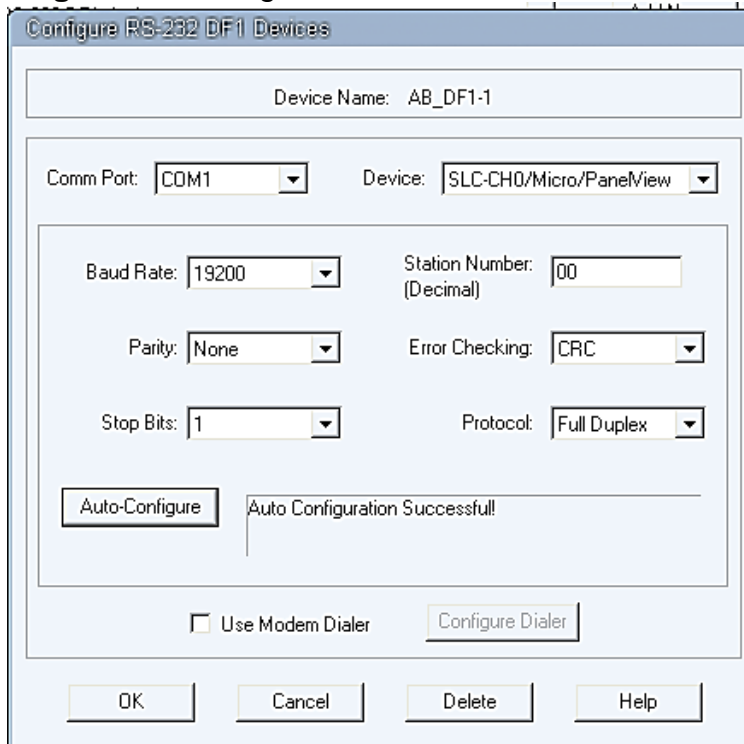 Configure RS-232 DF1 Devices
Device Name: AB_DF1-1
Comm Port: COM1 Device: SLC-CH0/Micro/PanelView
Baud Rate: 19200 Station Number: 00
(Decimal)
Parity: None Error Checking: CRC
Stop Bits: 1 Protocol: Full Duplex
Auto-Configure Auto Configuration Successful!
Use Modem Dialer Configure Dialer
OK Cancel Delete Help